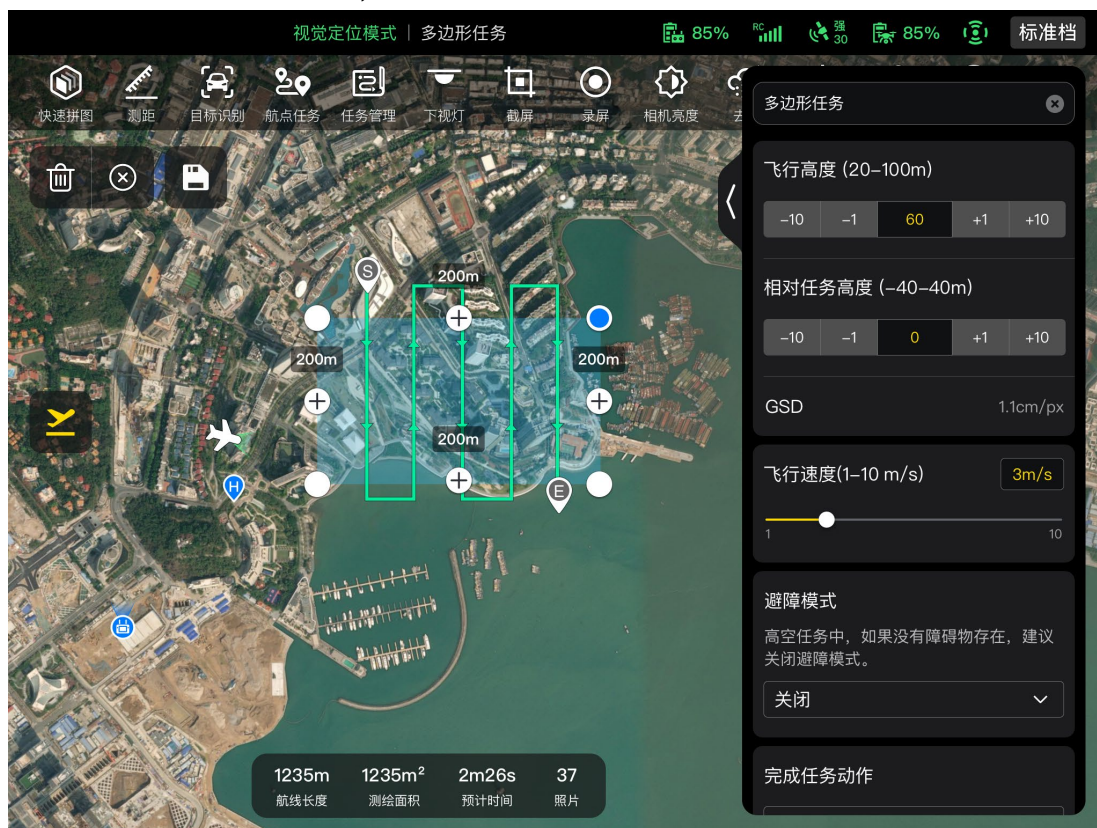 视觉定位模式 | 多边形任务
85%
RC
强
30
85%
标准档
快速拼图
测距
目标识别
航点任务
任务管理
下视灯
截屏
录屏
相机亮度
多边形任务
飞行高度 (20–100m)
–10 –1 60 +1 +10
相对任务高度 (–40–40m)
–10 –1 0 +1 +10
GSD 1.1cm/px
飞行速度(1–10 m/s) 3m/s
1 10
避障模式
高空任务中，如果没有障碍物存在，建议
关闭避障模式。
关闭
完成任务动作
S
200m
200m
200m
200m
E
H
1235m 1235m² 2m26s 37
航线长度 测绘面积 预计时间 照片